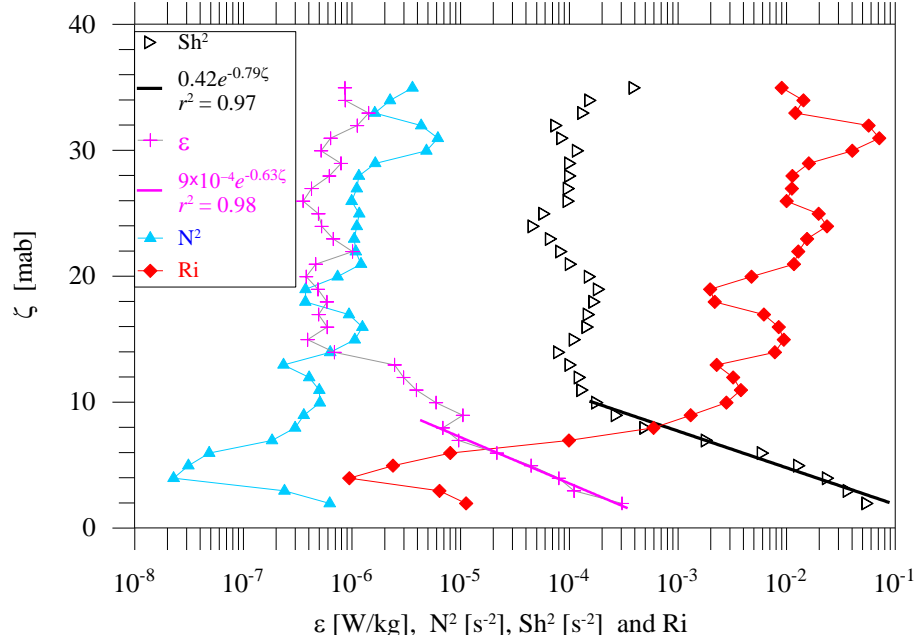 40
30
20
10
0
ζ [mab]
Sh²
0.42e^-0.79ζ
r² = 0.97
ε
9×10⁻⁴e^-0.63ζ
r² = 0.98
N²
Ri
10⁻⁸ 10⁻⁷ 10⁻⁶ 10⁻⁵ 10⁻⁴ 10⁻³ 10⁻² 10⁻¹
ε [W/kg], N² [s⁻²], Sh² [s⁻²] and Ri